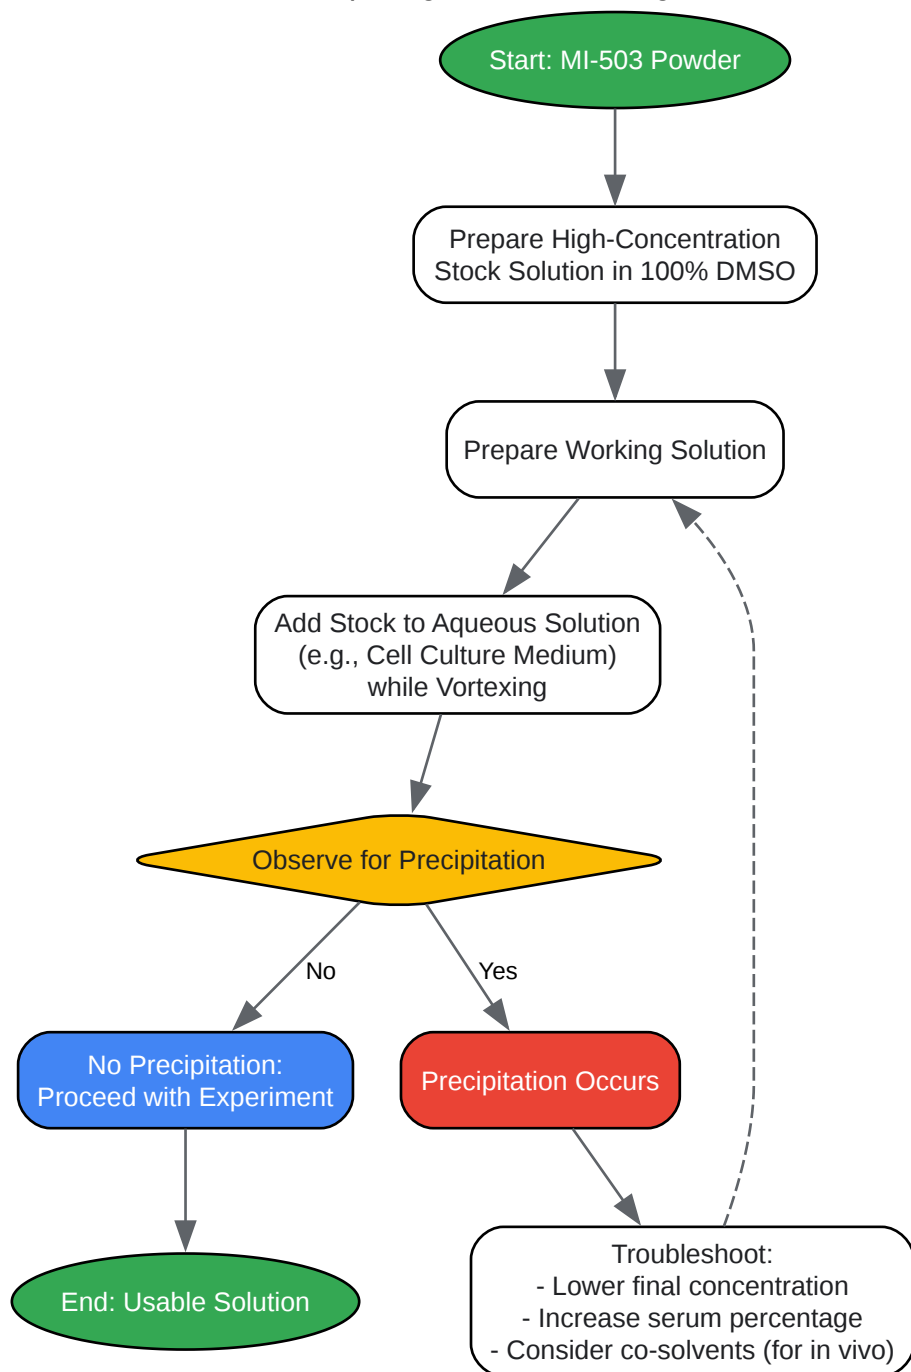 Start: MI-503 Powder
Prepare High-Concentration
Stock Solution in 100% DMSO
Prepare Working Solution
Add Stock to Aqueous Solution
(e.g., Cell Culture Medium)
while Vortexing
Observe for Precipitation
No
Yes
No Precipitation:
Proceed with Experiment
Precipitation Occurs
End: Usable Solution
Troubleshoot:
- Lower final concentration
- Increase serum percentage
- Consider co-solvents (for in vivo)